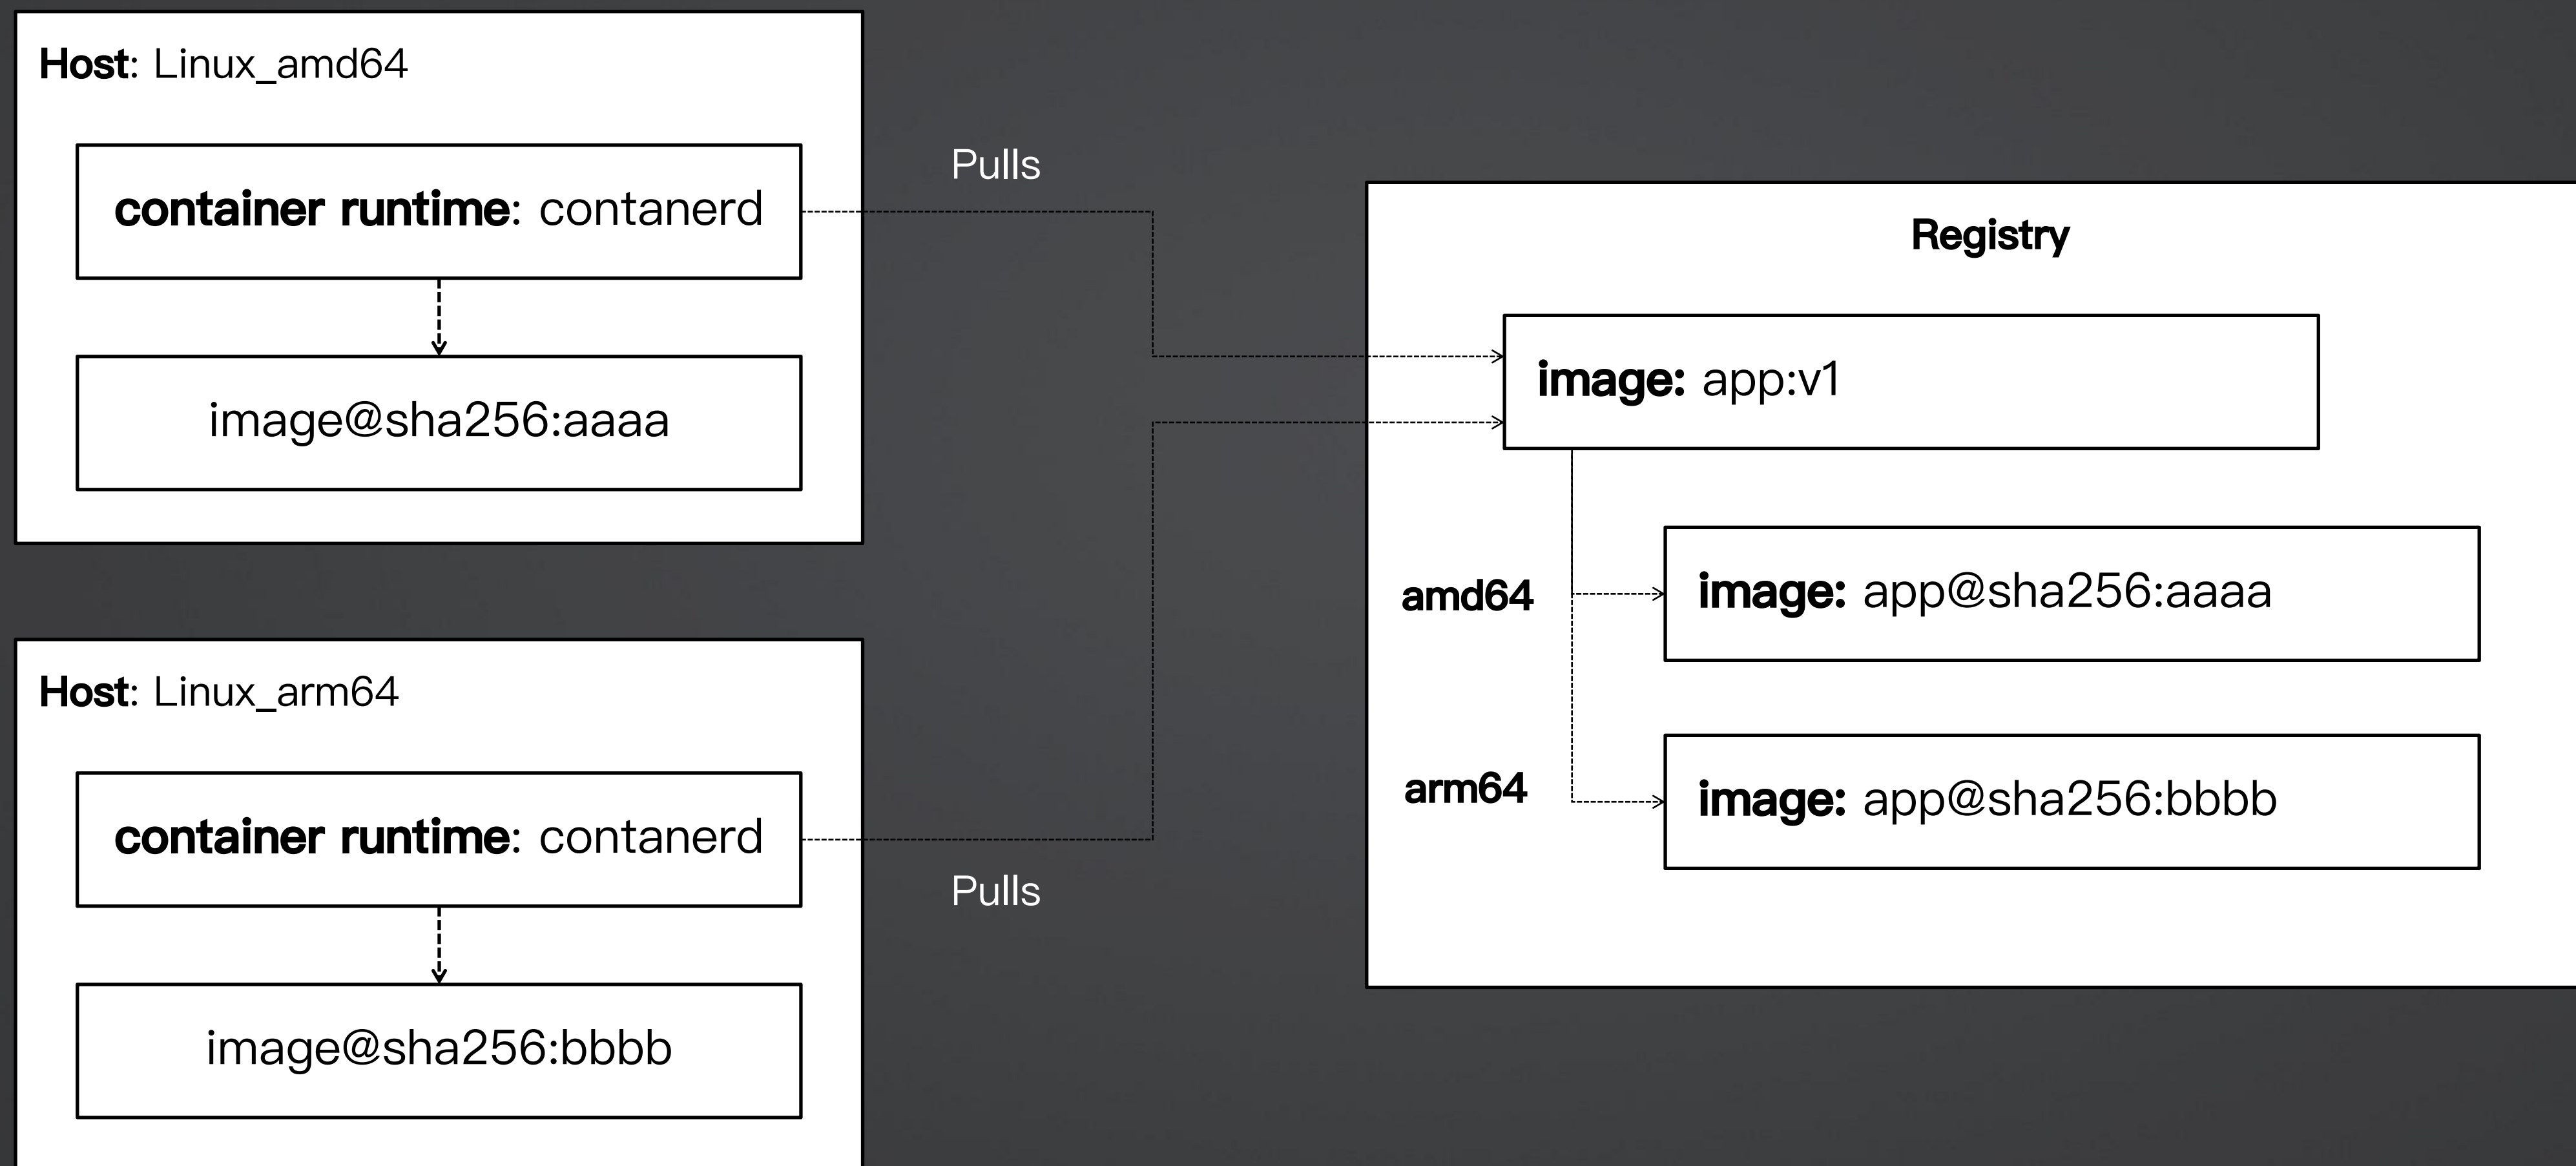 Host: Linux_amd64
container runtime: contanerd
image@sha256:aaaa
Pulls
Host: Linux_arm64
container runtime: contanerd
image@sha256:bbbb
Pulls
Registry
image: app:v1
amd64
image: app@sha256:aaaa
arm64
image: app@sha256:bbbb